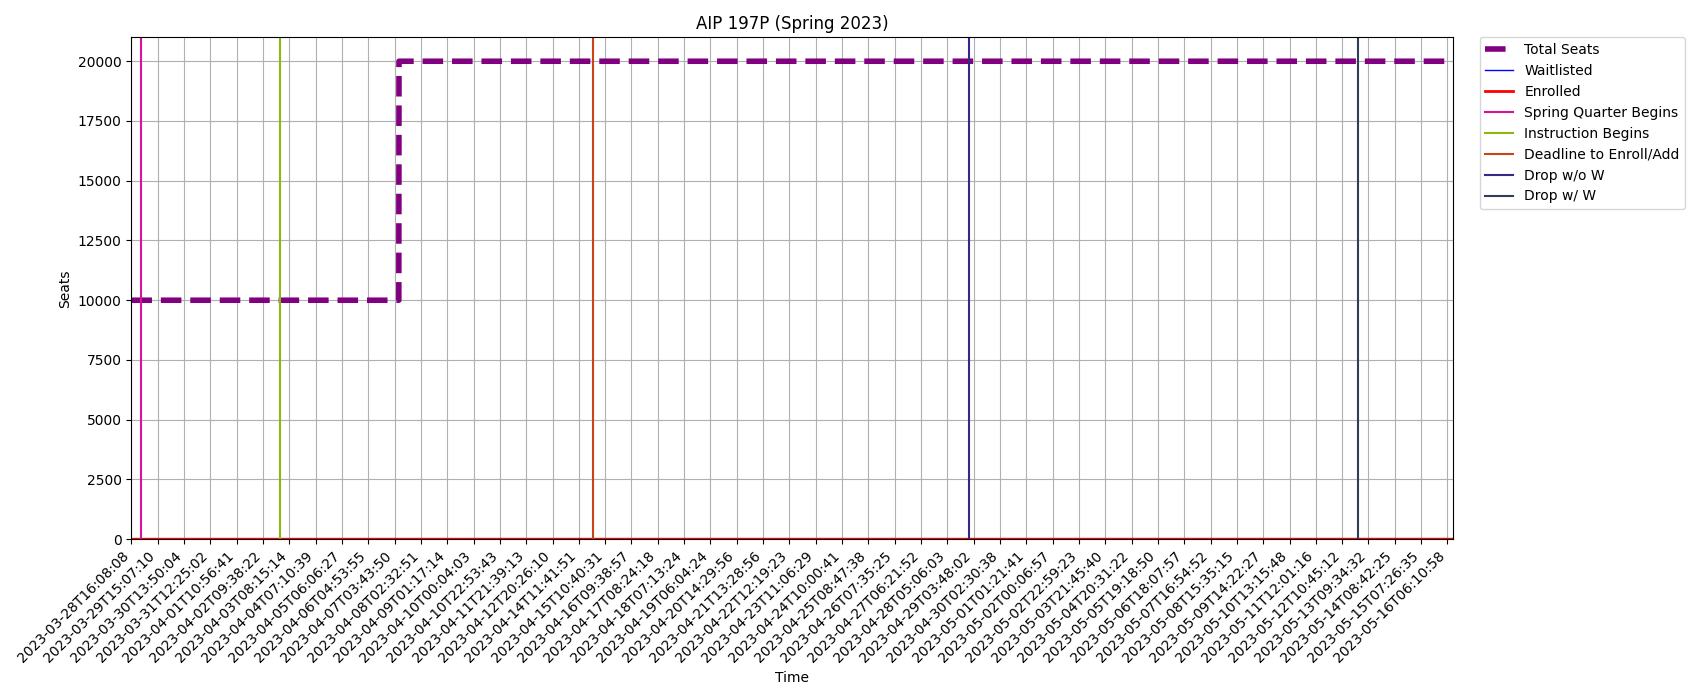 AIP 197P (Spring 2023)
Seats
20000
17500
15000
12500
10000
7500
5000
2500
0
Total Seats
Waitlisted
Enrolled
Spring Quarter Begins
Instruction Begins
Deadline to Enroll/Add
Drop w/o W
Drop w/ W
2023-03-28T16:08:08
2023-03-29T15:07:10
2023-03-30T13:50:04
2023-03-31T12:25:02
2023-04-01T10:56:41
2023-04-02T09:38:22
2023-04-03T08:15:14
2023-04-04T07:10:39
2023-04-05T06:06:27
2023-04-06T04:53:55
2023-04-07T03:43:50
2023-04-08T02:32:51
2023-04-09T01:17:14
2023-04-10T00:04:03
2023-04-10T22:53:43
2023-04-11T21:39:13
2023-04-12T20:26:10
2023-04-14T11:41:51
2023-04-15T10:40:31
2023-04-16T09:38:57
2023-04-17T08:24:18
2023-04-18T07:13:24
2023-04-19T06:04:24
2023-04-20T14:29:56
2023-04-21T13:28:56
2023-04-22T12:19:23
2023-04-23T11:06:29
2023-04-24T10:00:41
2023-04-25T08:47:38
2023-04-26T07:35:25
2023-04-27T06:21:52
2023-04-28T05:06:03
2023-04-29T03:48:02
2023-04-30T02:30:38
2023-05-01T01:21:41
2023-05-02T00:06:57
2023-05-02T22:59:23
2023-05-03T21:45:40
2023-05-04T20:31:22
2023-05-05T19:18:50
2023-05-06T18:07:57
2023-05-07T16:54:52
2023-05-08T15:35:15
2023-05-09T14:22:27
2023-05-10T13:15:48
2023-05-11T12:01:16
2023-05-12T10:45:12
2023-05-13T09:34:32
2023-05-14T08:42:25
2023-05-15T07:26:35
2023-05-16T06:10:58
Time